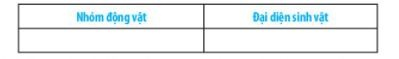 Nhóm động vật Đại diện sinh vật